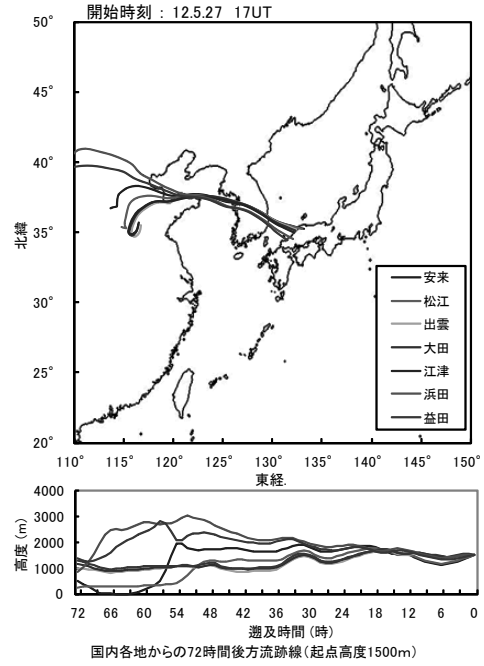 開始時刻 : 12.5.27 17UT
50°
45°
40°
35°
30°
25°
20°
北緯
安来
松江
出雲
大田
江津
浜田
益田
110° 115° 120° 125° 130° 135° 140° 145° 150°
東経.
4000
3000
2000
1000
0
高度(m)
72 66 60 54 48 42 36 30 24 18 12 6 0
遡及時間(時)
国内各地からの72時間後方流跡線(起点高度1500m)